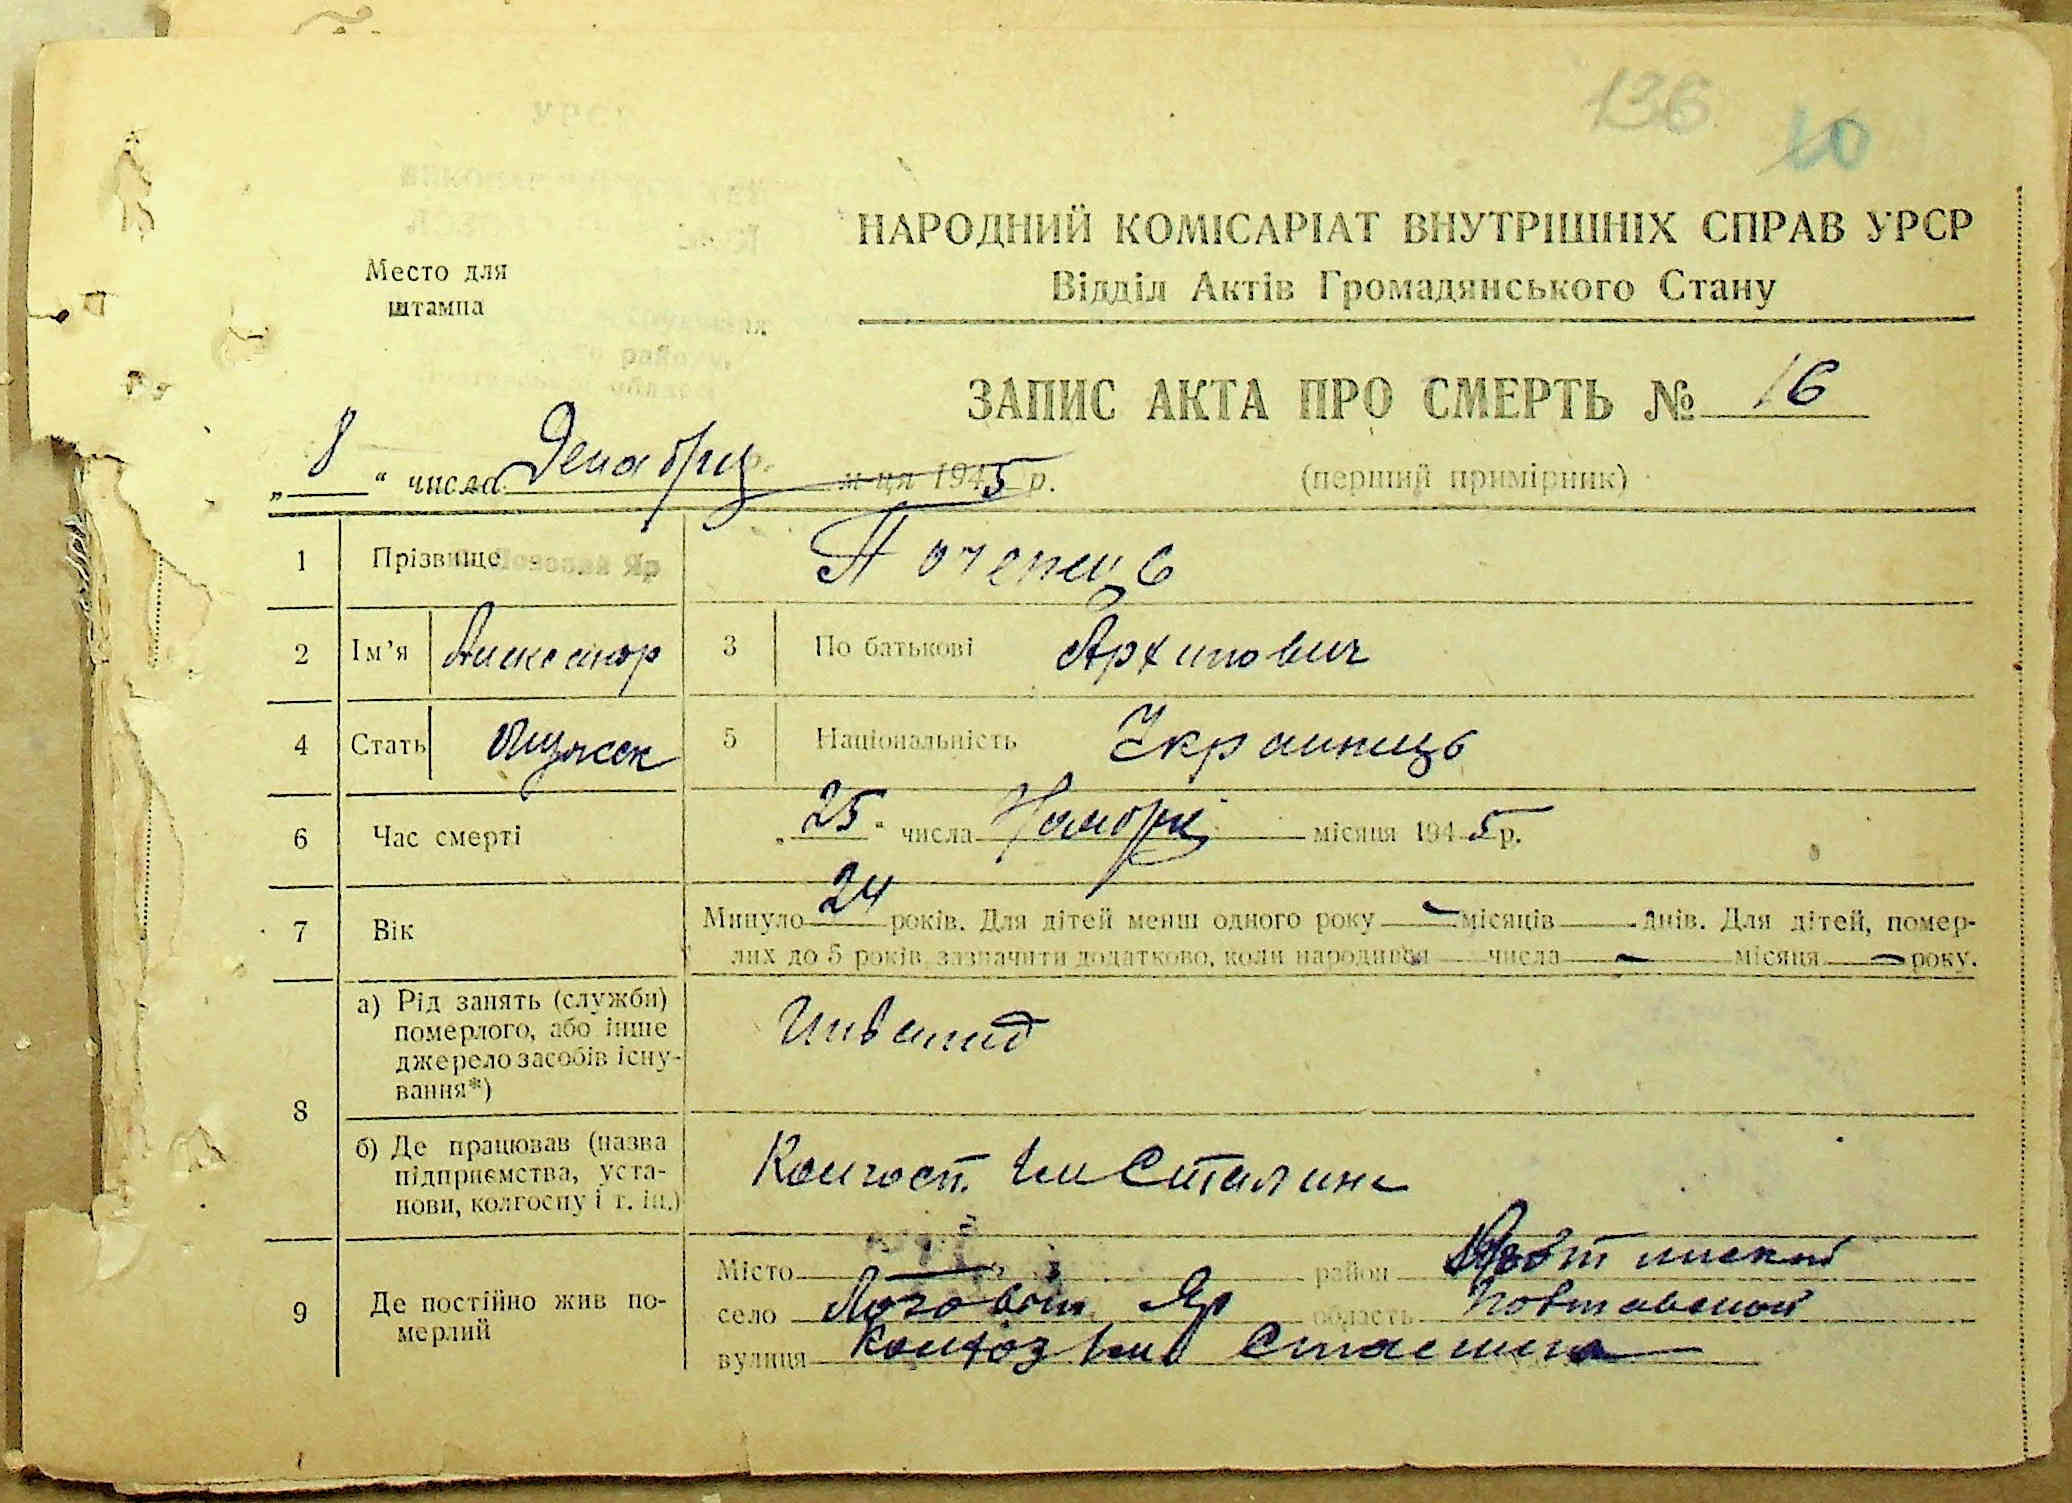 136 10
НАРОДНИЙ КОМІСАРІАТ ВНУТРІШНІХ СПРАВ УРСР
Відділ Актів Громадянського Стану
Место для
штампа
ЗАПИС АКТА ПРО СМЕРТЬ № 16
„ 8 “ числа Декабря м-ця 1945 р.
(перший примірник)
1 Прізвище Почепець
2 Ім’я Александр 3 По батькові Архипович
4 Стать Мужск 5 Національність Украинець
6 Час смерті „ 25 “ числа Ноября місяця 1945 р.
7 Вік Минуло 24 років. Для дітей менш одного року — місяців днів. Для дітей, помер-
лих до 5 років, зазначити додатково, коли народився числа — місяця — року.
8 а) Рід занять (служби)
померлого, або інше
джерело засобів існу-
вання*)
Инвалид
б) Де працював (назва
підприємства, уста-
нови, колгоспу і т. ін.)
Колгосп. Им Сталина
9 Де постійно жив по-
мерлий
Місто — район
село Яр область Полтавской
вулиця Колхоз Им Сталина